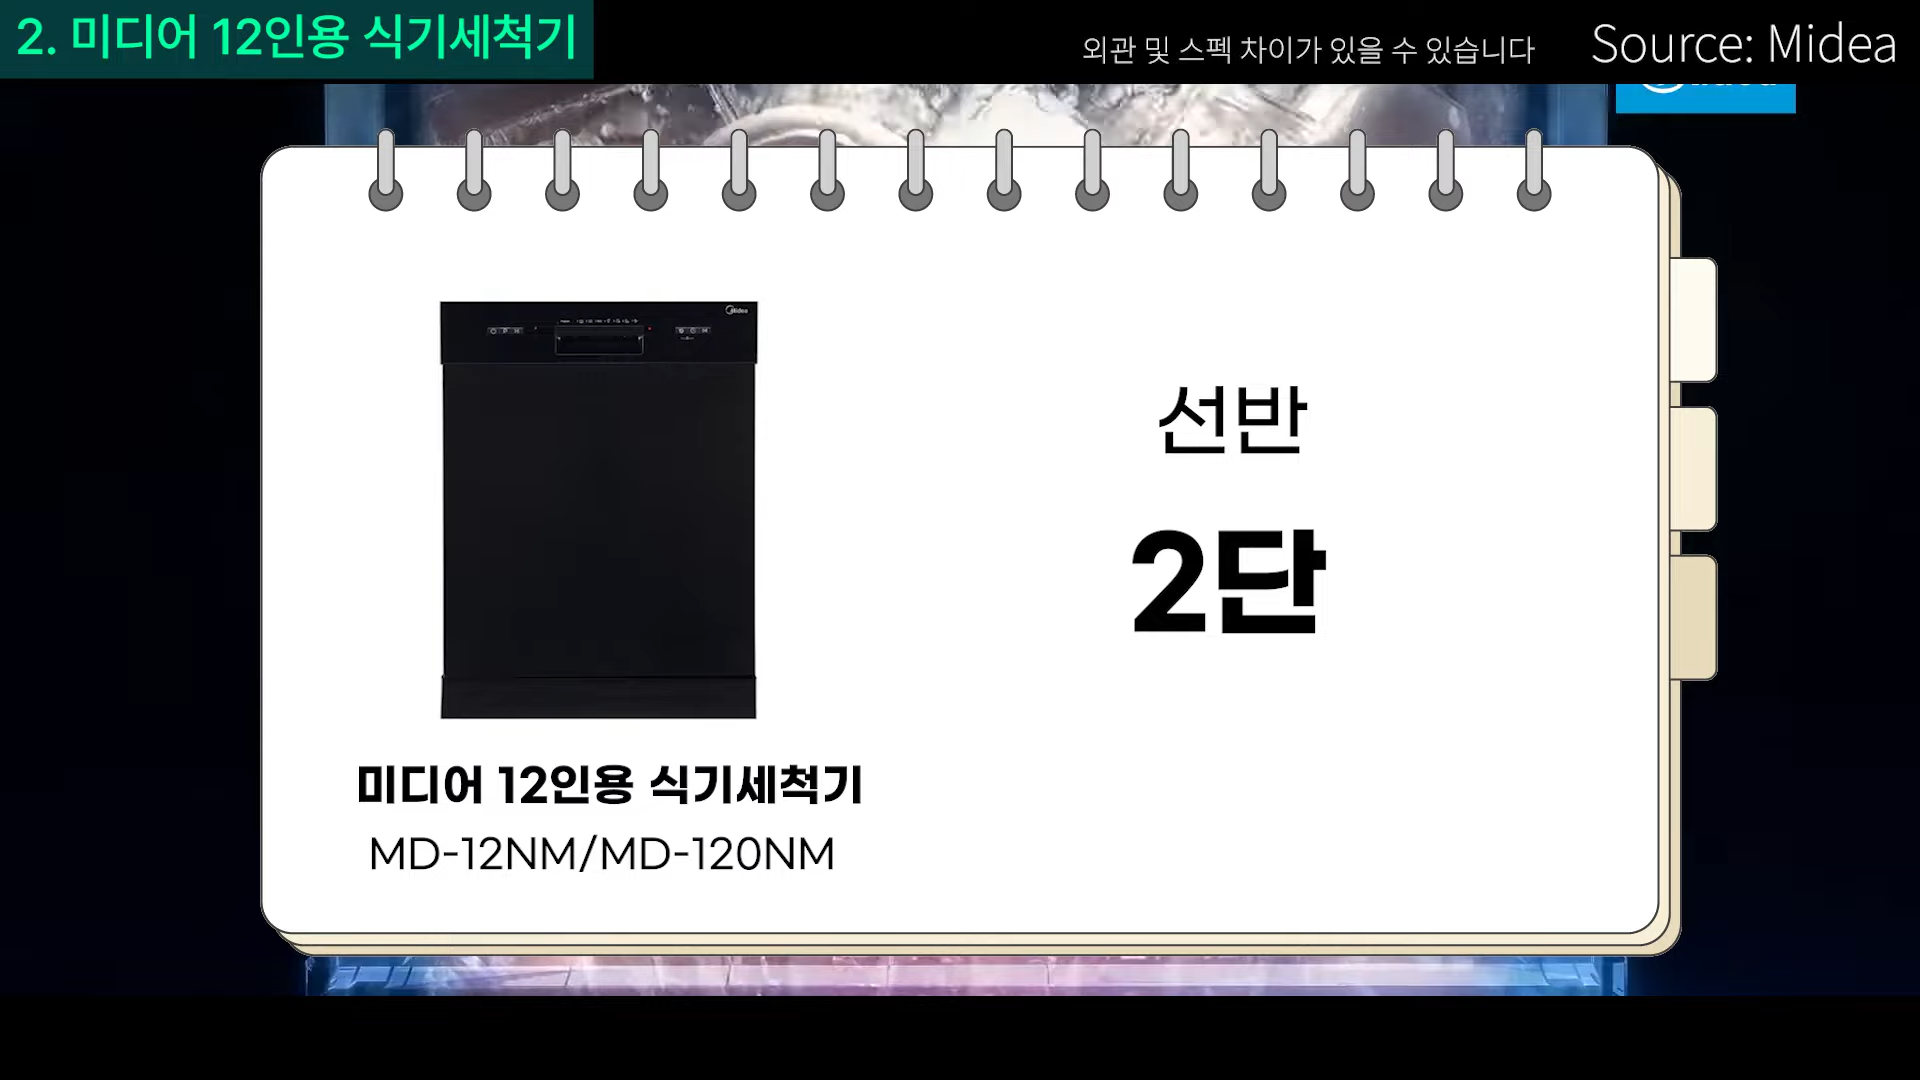 2. 미디어 12인용 식기세척기
외관 및 스펙 차이가 있을 수 있습니다
Source: Midea
Midea
선반
2단
미디어 12인용 식기세척기
MD-12NM/MD-120NM